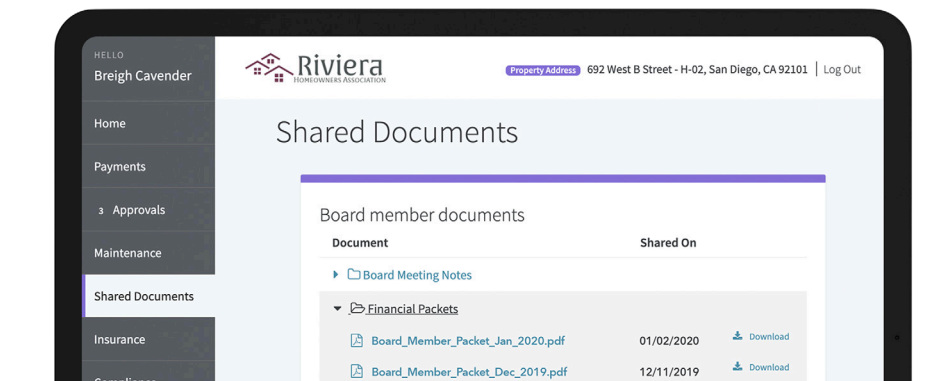 HELLO
Breigh Cavender
Home
Payments
3 Approvals
Maintenance
Shared Documents
Insurance
Compliance
Riviera
HOMEOWNERS ASSOCIATION
Property Address 692 West B Street - H-02, San Diego, CA 92101 | Log Out
Shared Documents
Board member documents
Document Shared On
Board Meeting Notes
Financial Packets
Board_Member_Packet_Jan_2020.pdf 01/02/2020 Download
Board_Member_Packet_Dec_2019.pdf 12/11/2019 Download